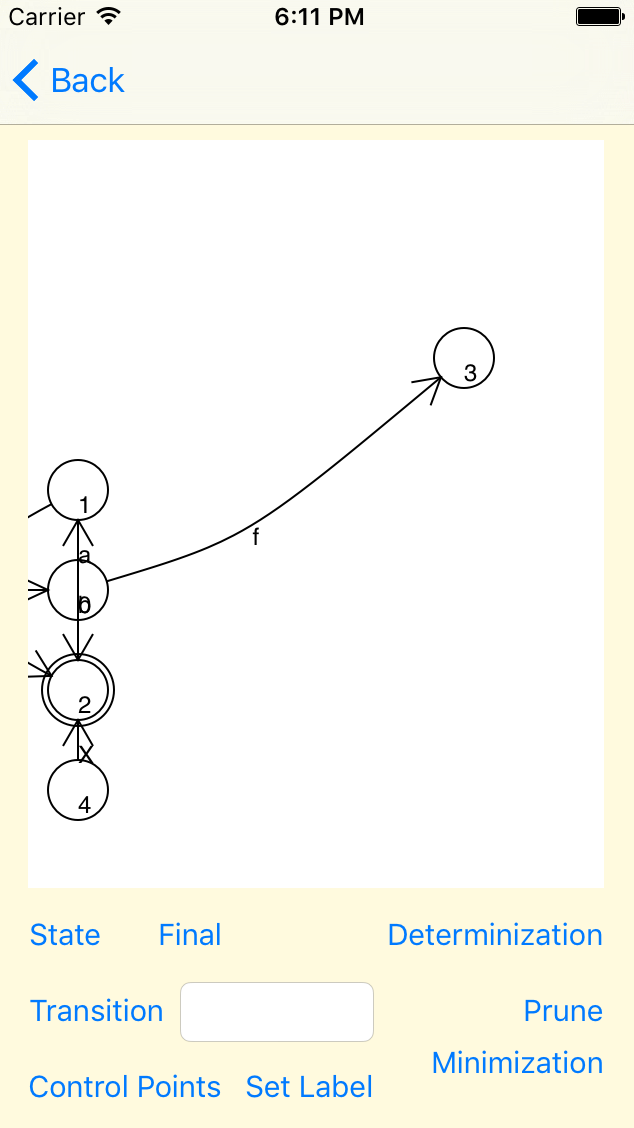 Carrier 6:11 PM
Back
3
1
f
a
2
X
4
State Final Determinization
Transition Prune
Minimization
Control Points Set Label